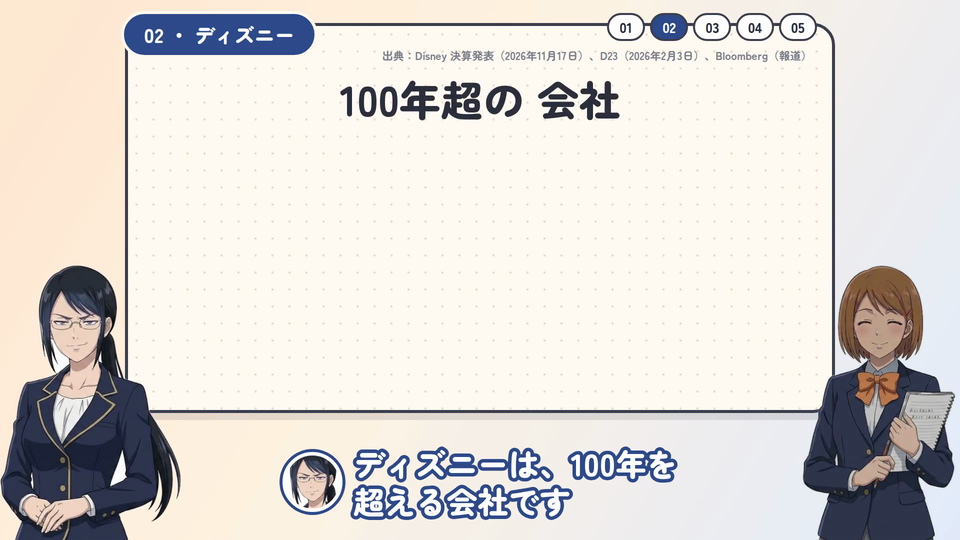 02 ・ ディズニー
01 02 03 04 05
出典：Disney 決算発表（2026年11月17日）、D23（2026年2月3日）、Bloomberg（報道）
100年超の 会社
ディズニーは、100年を
超える会社です